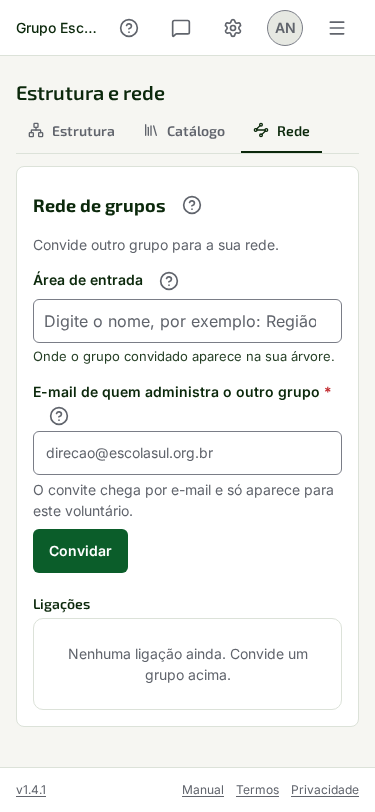 Grupo Esc...
AN
Estrutura e rede
Estrutura
Catálogo
Rede
Rede de grupos
Convide outro grupo para a sua rede.
Área de entrada
Digite o nome, por exemplo: Região
Onde o grupo convidado aparece na sua árvore.
E-mail de quem administra o outro grupo *
direcao@escolasul.org.br
O convite chega por e-mail e só aparece para
este voluntário.
Convidar
Ligações
Nenhuma ligação ainda. Convide um
grupo acima.
v1.4.1
Manual
Termos
Privacidade